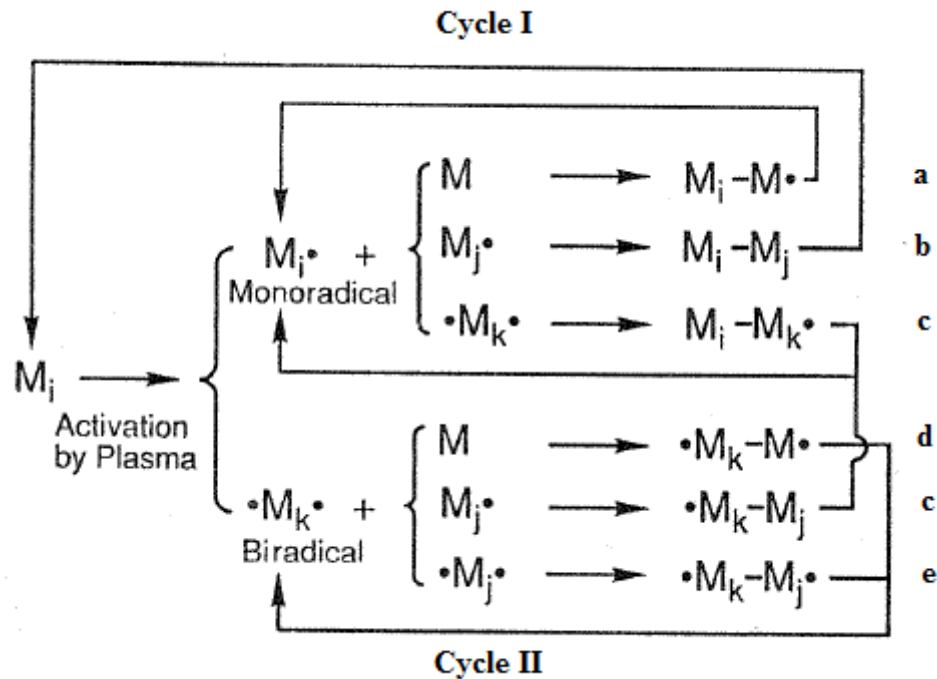 Cycle I
M → Mᵢ–M• a
Mᵢ• + Mⱼ• → Mᵢ–Mⱼ b
Monoradical
•Mₖ• → Mᵢ–Mₖ• c
Mᵢ →
Activation
by Plasma
M → •Mₖ–M• d
•Mₖ• + Mⱼ• → •Mₖ–Mⱼ c
Biradical
•Mⱼ• → •Mₖ–Mⱼ• e
Cycle II